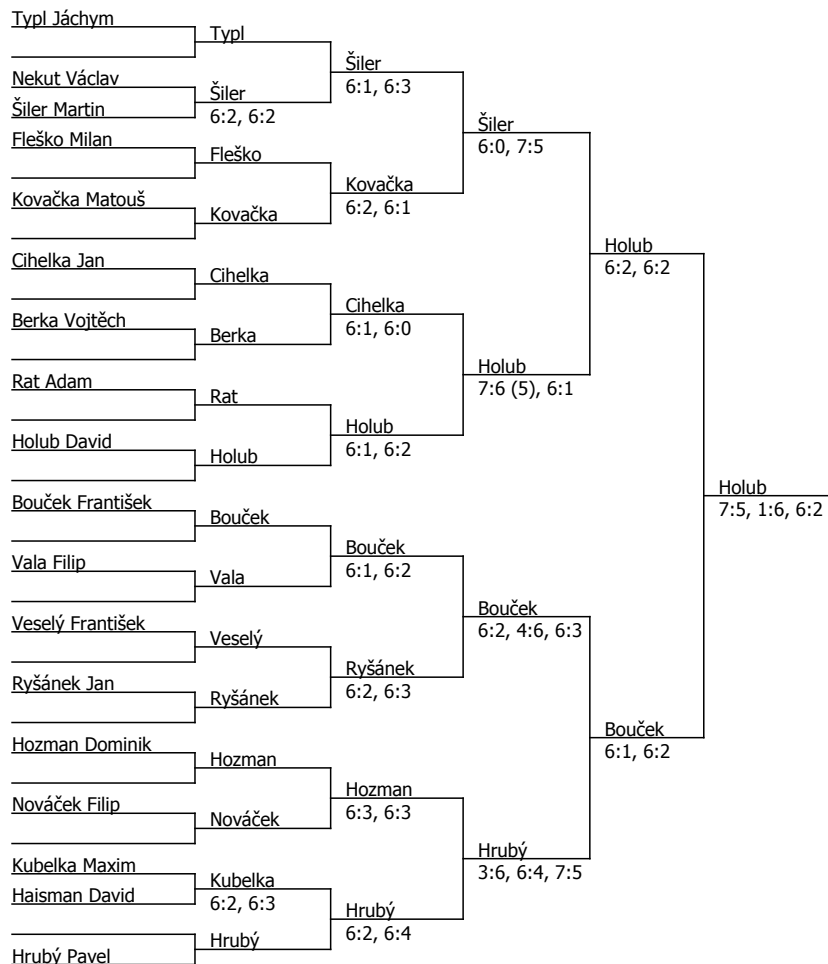 Typl Jáchym
Typl
Šiler
6:1, 6:3
Nekut Václav
Šiler
6:2, 6:2
Šiler Martin
Šiler
6:0, 7:5
Fleško Milan
Fleško
Kovačka
6:2, 6:1
Kovačka Matouš
Kovačka
Holub
6:2, 6:2
Cihelka Jan
Cihelka
Cihelka
6:1, 6:0
Berka Vojtěch
Berka
Holub
7:6 (5), 6:1
Rat Adam
Rat
Holub
6:1, 6:2
Holub David
Holub
Holub
7:5, 1:6, 6:2
Bouček František
Bouček
Bouček
6:1, 6:2
Vala Filip
Vala
Bouček
6:2, 4:6, 6:3
Veselý František
Veselý
Ryšánek
6:2, 6:3
Ryšánek Jan
Ryšánek
Bouček
6:1, 6:2
Hozman Dominik
Hozman
Hozman
6:3, 6:3
Nováček Filip
Nováček
Hrubý
3:6, 6:4, 7:5
Kubelka Maxim
Kubelka
6:2, 6:3
Haisman David
Hrubý
6:2, 6:4
Hrubý
Hrubý Pavel